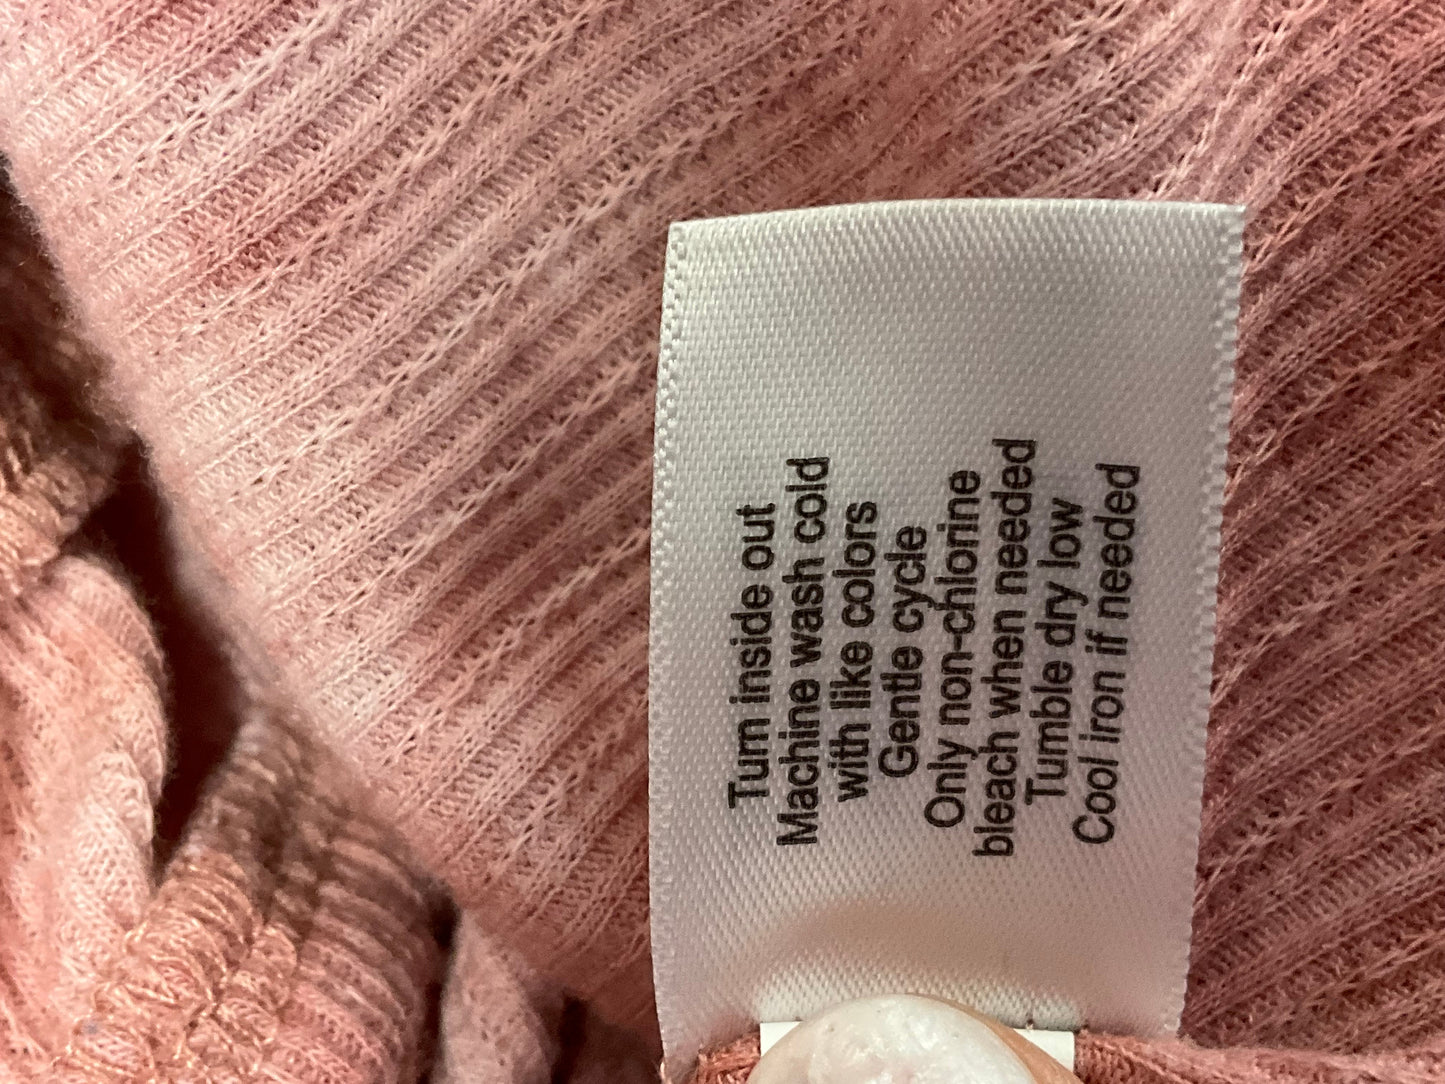 Turn inside out
Machine wash cold
with like colors
Gentle cycle
Only non-chlorine
bleach when needed
Tumble dry low
Cool iron if needed